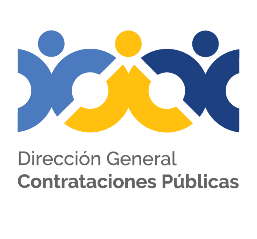 Dirección General
Contrataciones Públicas